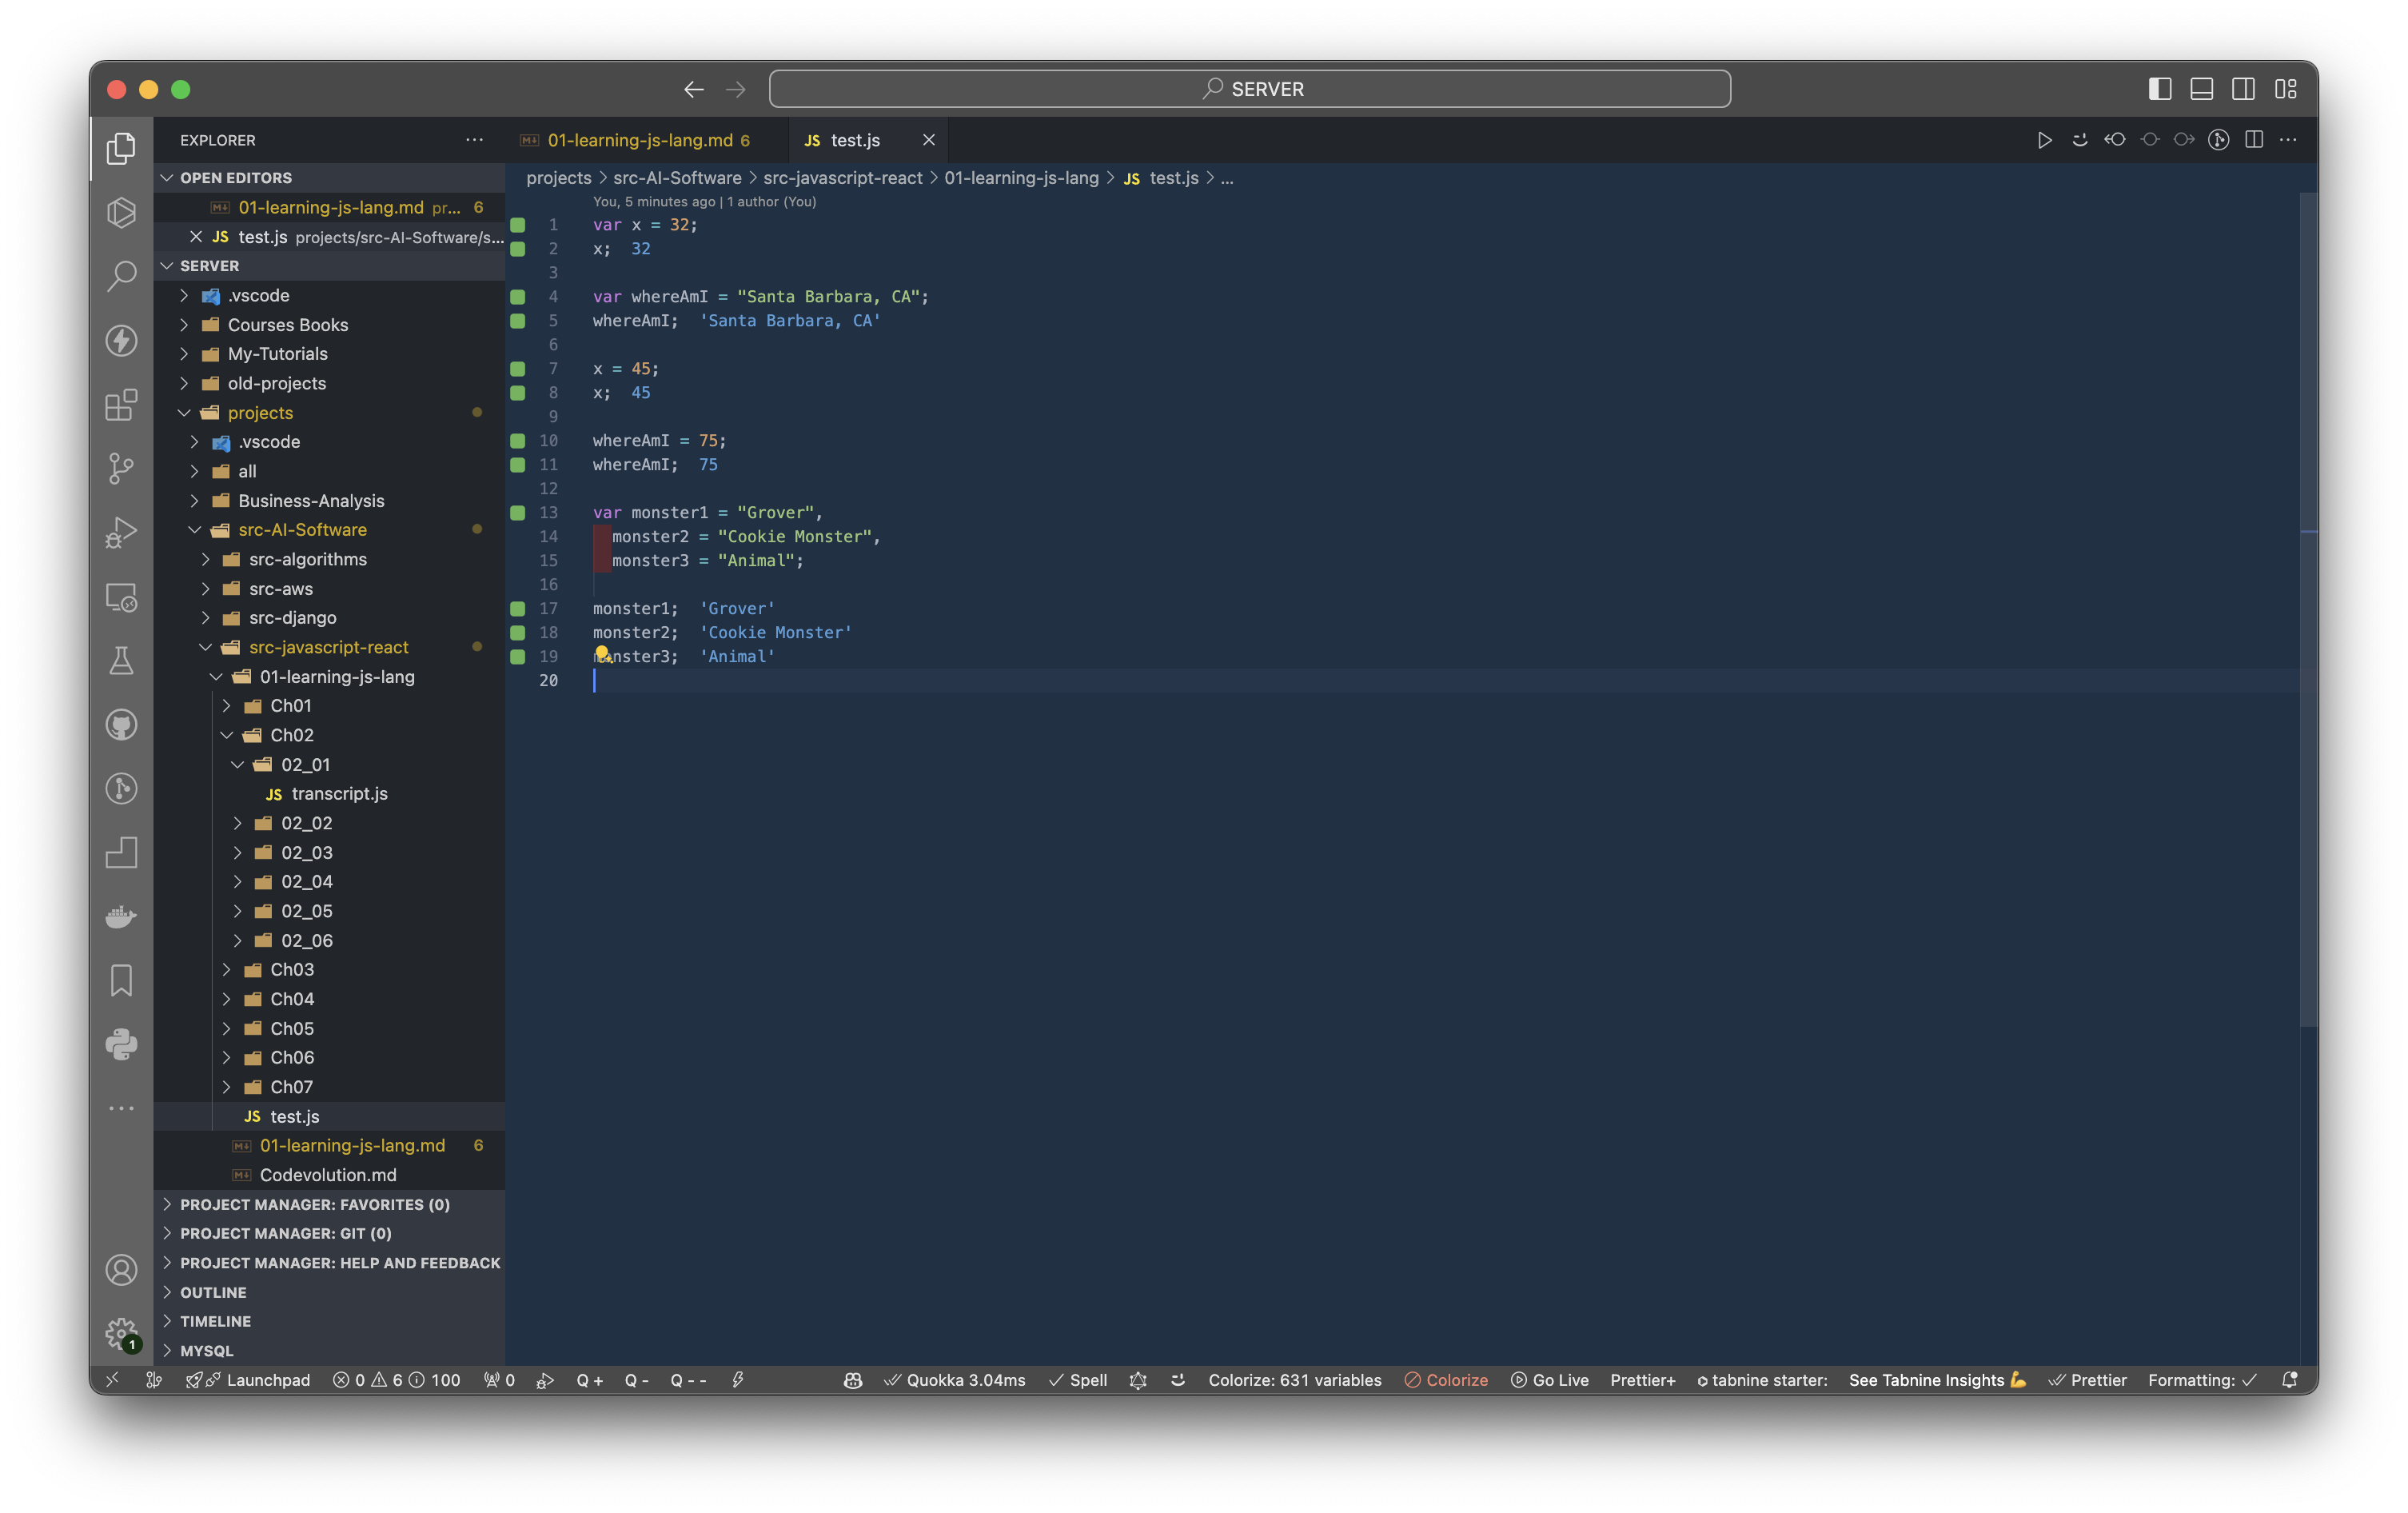 SERVER
EXPLORER
01-learning-js-lang.md 6
JS test.js
OPEN EDITORS
01-learning-js-lang.md pr... 6
JS test.js projects/src-AI-Software/s...
SERVER
.vscode
Courses Books
My-Tutorials
old-projects
projects
.vscode
all
Business-Analysis
src-AI-Software
src-algorithms
src-aws
src-django
src-javascript-react
01-learning-js-lang
Ch01
Ch02
02_01
JS transcript.js
02_02
02_03
02_04
02_05
02_06
Ch03
Ch04
Ch05
Ch06
Ch07
JS test.js
01-learning-js-lang.md 6
Codevolution.md
PROJECT MANAGER: FAVORITES (0)
PROJECT MANAGER: GIT (0)
PROJECT MANAGER: HELP AND FEEDBACK
OUTLINE
TIMELINE
MYSQL
1
projects > src-AI-Software > src-javascript-react > 01-learning-js-lang > JS test.js > ...
You, 5 minutes ago | 1 author (You)
1 var x = 32;
2 x; 32
3
4 var whereAmI = "Santa Barbara, CA";
5 whereAmI; 'Santa Barbara, CA'
6
7 x = 45;
8 x; 45
9
10 whereAmI = 75;
11 whereAmI; 75
12
13 var monster1 = "Grover",
14 monster2 = "Cookie Monster",
15 monster3 = "Animal";
16
17 monster1; 'Grover'
18 monster2; 'Cookie Monster'
19 monster3; 'Animal'
20
Launchpad 0 6 100 0 Q + Q - Q - - Quokka 3.04ms Spell Colorize: 631 variables Colorize Go Live Prettier+ tabnine starter: See Tabnine Insights Prettier Formatting: